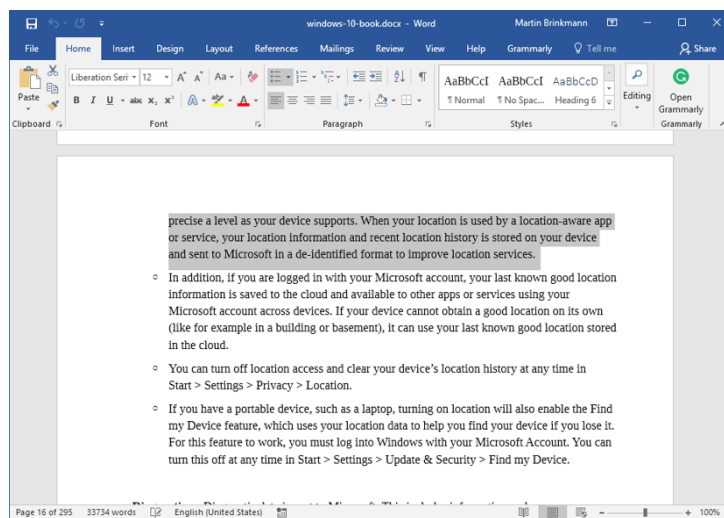 windows-10-book.docx - Word
Martin Brinkmann
File Home Insert Design Layout References Mailings Review View Help Grammarly Tell me Share
Paste
Liberation Seri 12 A A Aa
B I U abc X₂ X² A A
AaBbCcI AaBbCcI AaBbCcD
¶ Normal ¶ No Spac... Heading 6
Editing
Open
Grammarly
Clipboard Font Paragraph Styles Grammarly
precise a level as your device supports. When your location is used by a location-aware app
or service, your location information and recent location history is stored on your device
and sent to Microsoft in a de-identified format to improve location services.
In addition, if you are logged in with your Microsoft account, your last known good location
information is saved to the cloud and available to other apps or services using your
Microsoft account across devices. If your device cannot obtain a good location on its own
(like for example in a building or basement), it can use your last known good location stored
in the cloud.
You can turn off location access and clear your device’s location history at any time in
Start > Settings > Privacy > Location.
If you have a portable device, such as a laptop, turning on location will also enable the Find
my Device feature, which uses your location data to help you find your device if you lose it.
For this feature to work, you must log into Windows with your Microsoft Account. You can
turn this off at any time in Start > Settings > Update & Security > Find my Device.
Page 16 of 295 33734 words English (United States) 100%